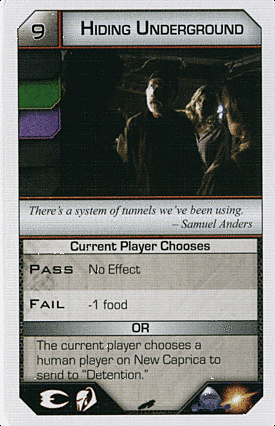 9 Hiding Underground
There's a system of tunnels we've been using.
– Samuel Anders
Current Player Chooses
Pass No Effect
Fail -1 food
OR
The current player chooses a
human player on New Caprica to
send to “Detention.”